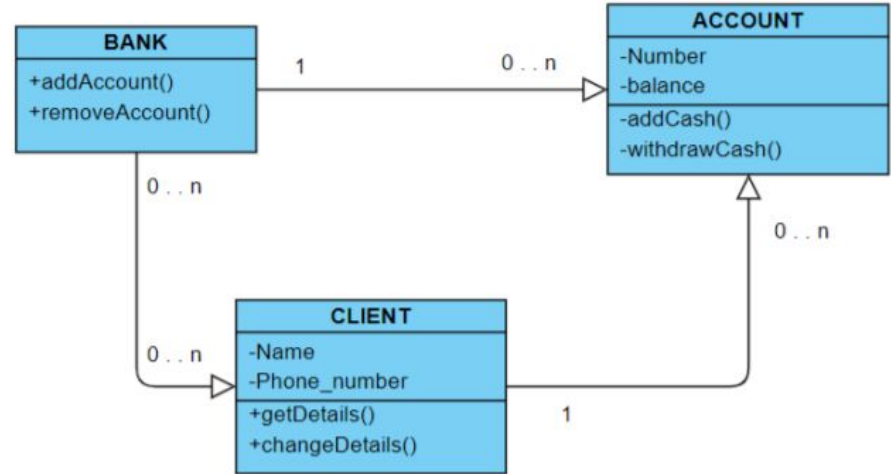 BANK
+addAccount()
+removeAccount()
1
0 . . n
ACCOUNT
-Number
-balance
-addCash()
-withdrawCash()
0 . . n
0 . . n
0 . . n
CLIENT
-Name
-Phone_number
+getDetails()
+changeDetails()
1